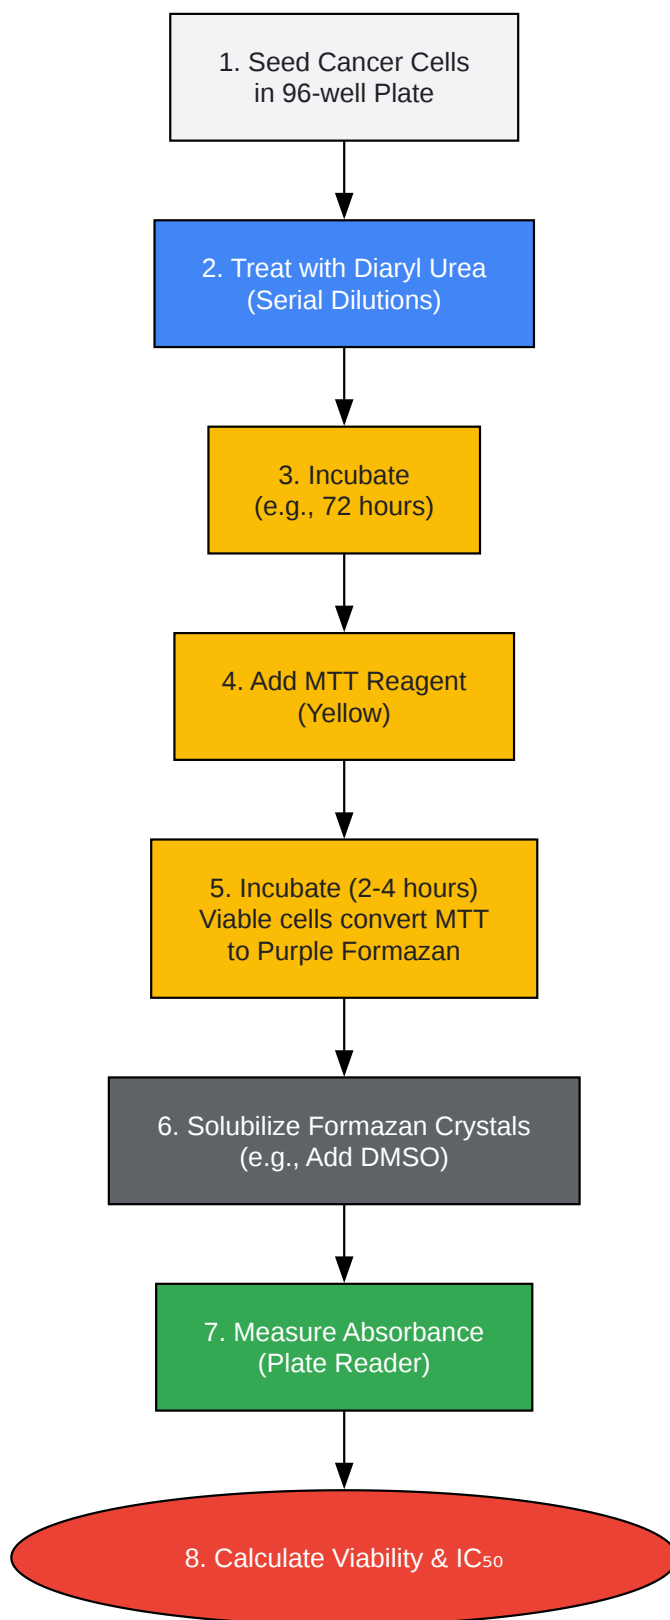 1. Seed Cancer Cells
in 96-well Plate
2. Treat with Diaryl Urea
(Serial Dilutions)
3. Incubate
(e.g., 72 hours)
4. Add MTT Reagent
(Yellow)
5. Incubate (2-4 hours)
Viable cells convert MTT
to Purple Formazan
6. Solubilize Formazan Crystals
(e.g., Add DMSO)
7. Measure Absorbance
(Plate Reader)
8. Calculate Viability & IC₅₀